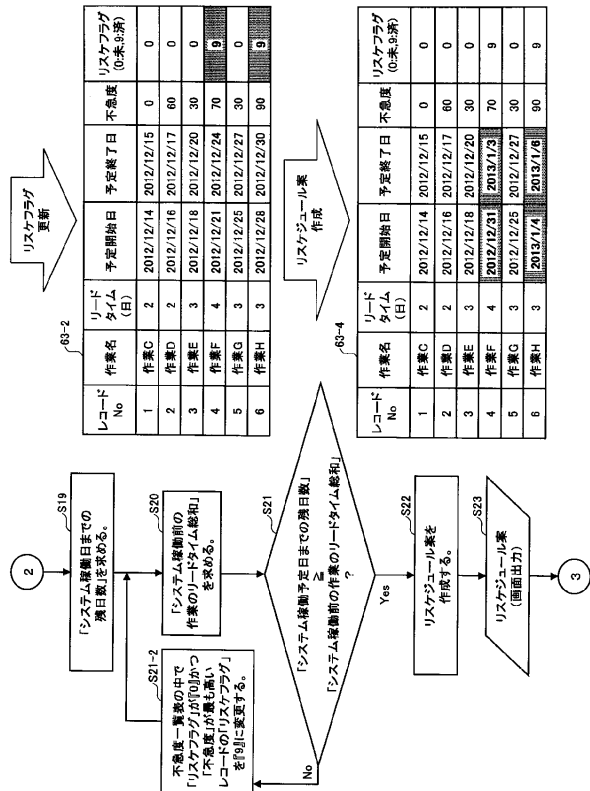 2
S19
「システム稼働日までの
残日数」を求める。
S20
「システム稼働前の
作業のリードタイム総和」
を求める。
S21
「システム稼働予定日までの残日数」
≧
「システム稼働前の作業のリードタイム総和」
?
Yes
No
S21-2
不急度一覧表の中で
「リスケフラグ」が『0』かつ
「不急度」が最も高い
レコードの「リスケフラグ」
を『9』に変更する。
S22
リスケジュール案を
作成する。
S23
リスケジュール案
(画面出力)
3
リスケフラグ
更新
63-2
レコード No 作業名 リード タイム (日) 予定開始日 予定終了日 不急度 リスケフラグ (0:未,9:済)
1 作業C 2 2012/12/14 2012/12/15 0 0
2 作業D 2 2012/12/16 2012/12/17 60 0
3 作業E 3 2012/12/18 2012/12/20 30 0
4 作業F 4 2012/12/21 2012/12/24 70 9
5 作業G 3 2012/12/25 2012/12/27 30 0
6 作業H 3 2012/12/28 2012/12/30 90 9
リスケジュール案
作成
63-4
レコード No 作業名 リード タイム (日) 予定開始日 予定終了日 不急度 リスケフラグ (0:未,9:済)
1 作業C 2 2012/12/14 2012/12/15 0 0
2 作業D 2 2012/12/16 2012/12/17 60 0
3 作業E 3 2012/12/18 2012/12/20 30 0
4 作業F 4 2012/12/31 2013/1/3 70 9
5 作業G 3 2012/12/25 2012/12/27 30 0
6 作業H 3 2013/1/4 2013/1/6 90 9